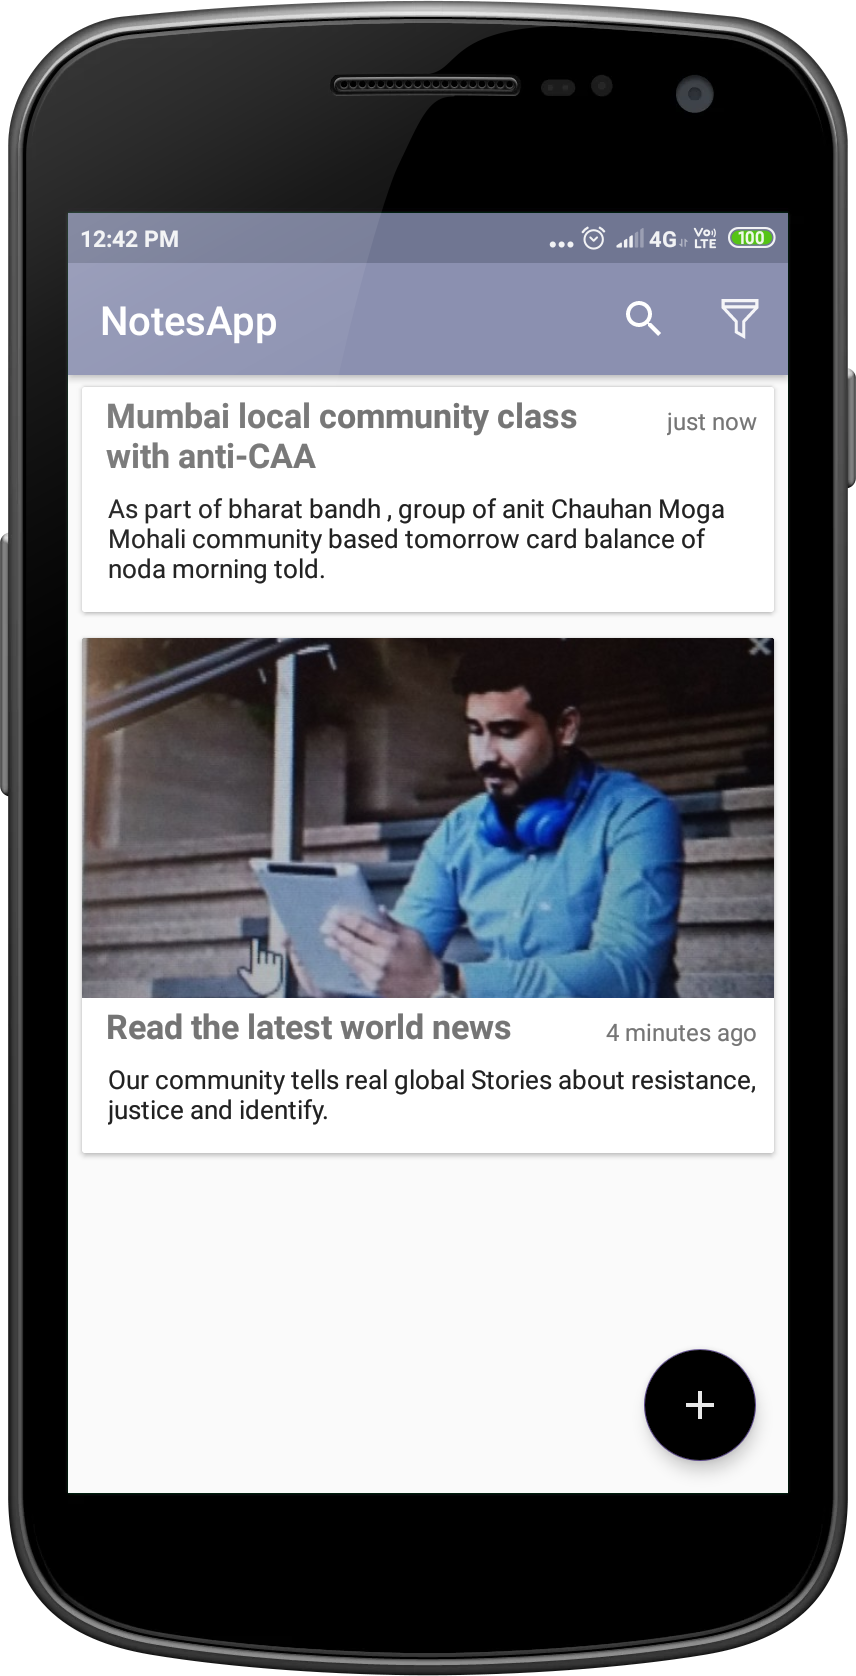 12:42 PM
4G
Vo))
LTE
100
NotesApp
Mumbai local community class
with anti-CAA
just now
As part of bharat bandh , group of anit Chauhan Moga
Mohali community based tomorrow card balance of
noda morning told.
Read the latest world news
4 minutes ago
Our community tells real global Stories about resistance,
justice and identify.